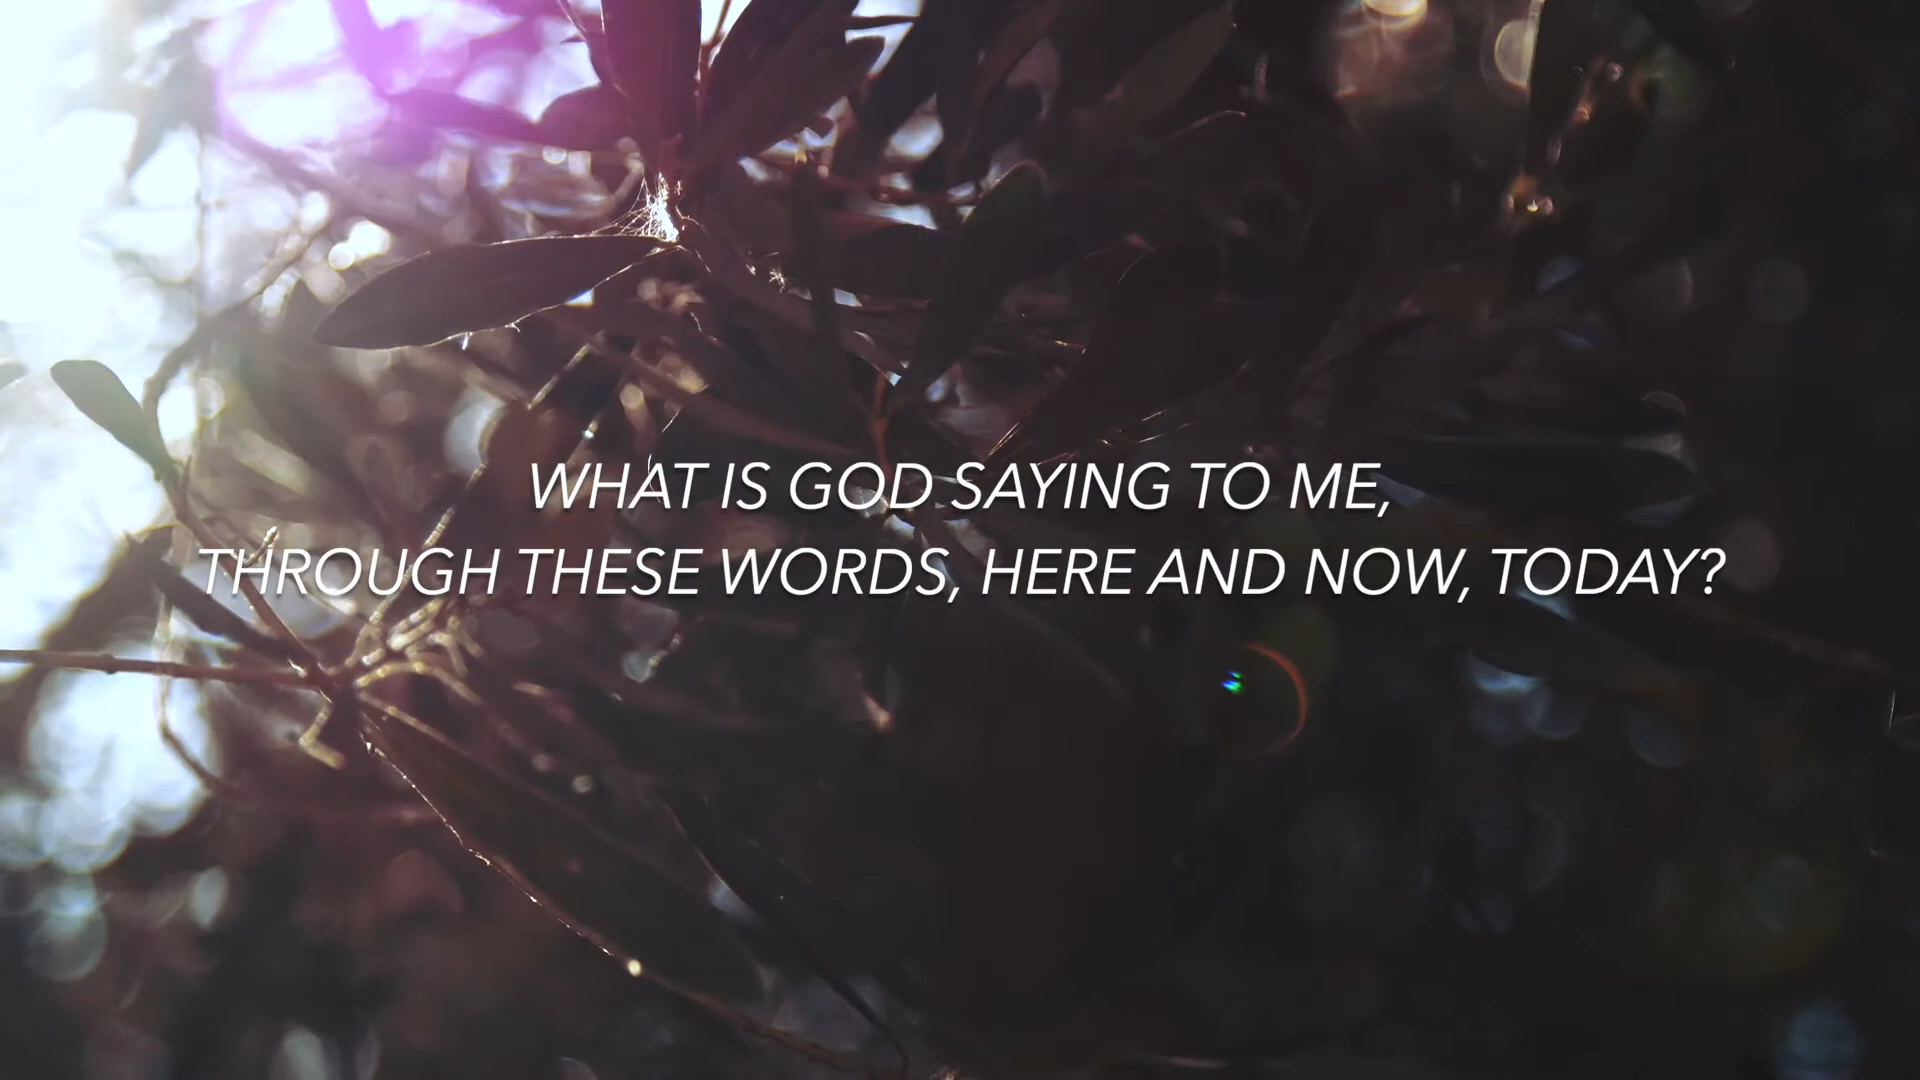 WHAT IS GOD SAYING TO ME,
THROUGH THESE WORDS, HERE AND NOW, TODAY?